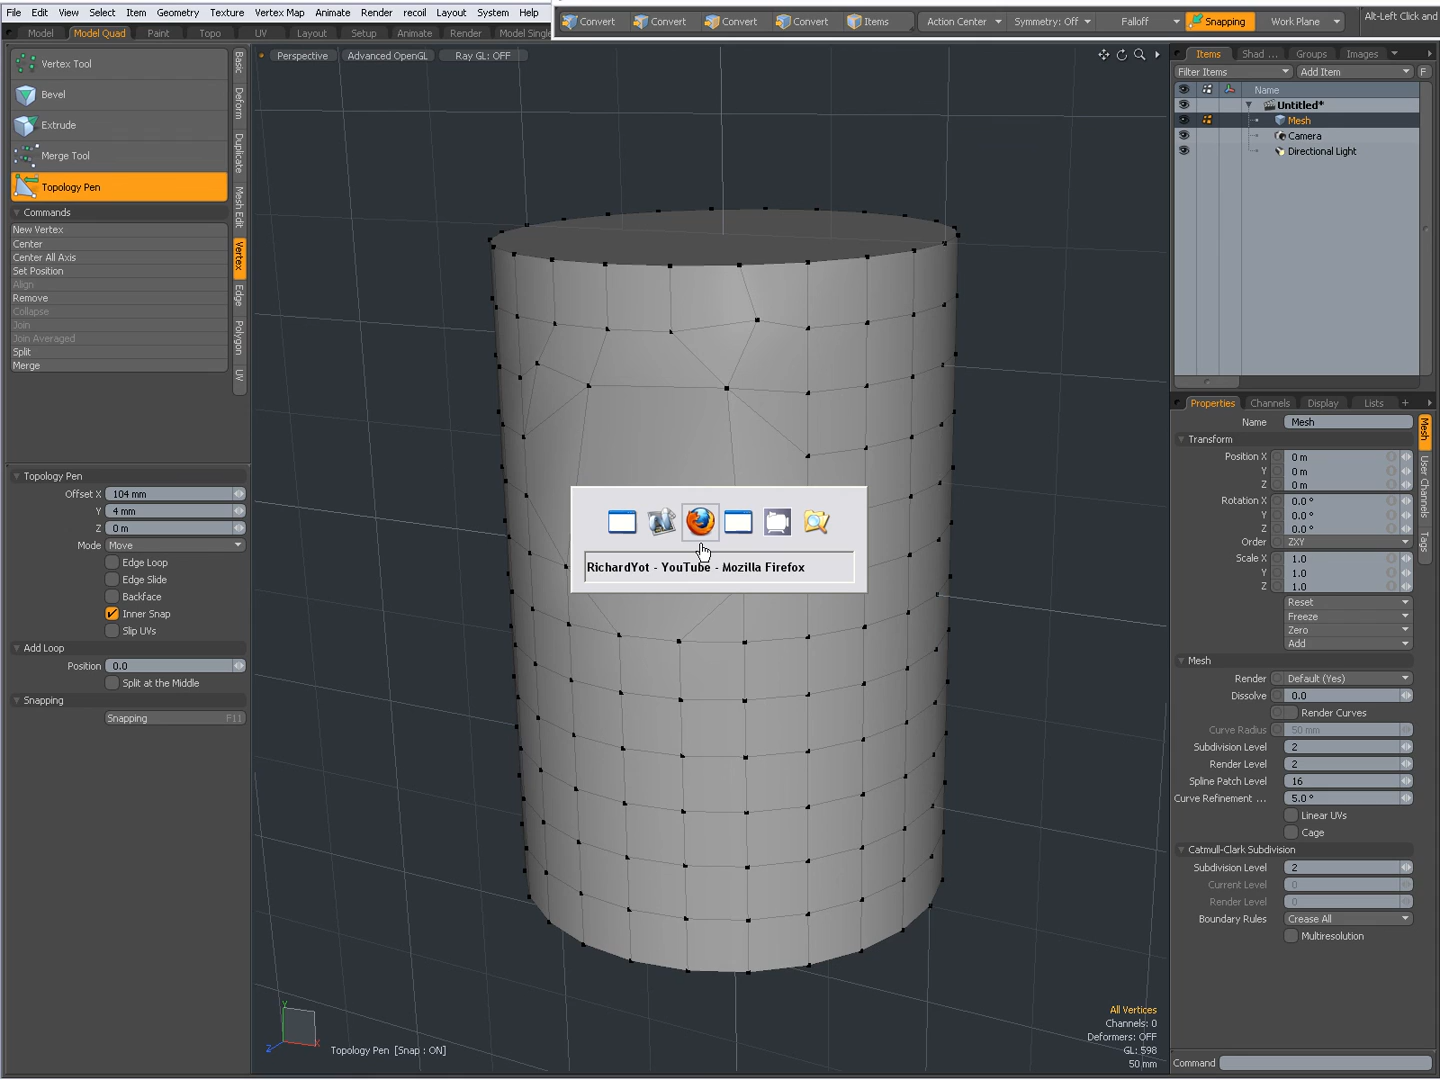 File Edit View Select Item Geometry Texture Vertex Map Animate Render recoil Layout System Help
Convert Convert Convert Convert Items Action Center Symmetry: Off Falloff Snapping Work Plane Alt-Left Click and
Model Model Quad Paint Topo UV Layout Setup Animate Render Model Single
Vertex Tool
Bevel
Extrude
Merge Tool
Topology Pen
Commands
New Vertex
Center
Center All Axis
Set Position
Align
Remove
Collapse
Join
Join Averaged
Split
Merge
Basic
Deform
Duplicate
Mesh Edit
Vertex
Edge
Polygon
UV
Topology Pen
Offset X 104 mm
Y 4 mm
Z 0 m
Mode Move
Edge Loop
Edge Slide
Backface
Inner Snap
Slip UVs
Add Loop
Position 0.0
Split at the Middle
Snapping
Snapping F11
Perspective Advanced OpenGL Ray GL: OFF
RichardYot - YouTube - Mozilla Firefox
Y
Z X
Topology Pen [Snap : ON]
All Vertices
Channels: 0
Deformers: OFF
GL: 598
50 mm
Items Shad ... Groups Images
Filter Items Add Item F
Name
Untitled*
Mesh
Camera
Directional Light
Properties Channels Display Lists +
Name Mesh
Transform
Position X 0 m
Y 0 m
Z 0 m
Rotation X 0.0 °
Y 0.0 °
Z 0.0 °
Order ZXY
Scale X 1.0
Y 1.0
Z 1.0
Reset
Freeze
Zero
Add
Mesh
Render Default (Yes)
Dissolve 0.0
Render Curves
Curve Radius 50 mm
Subdivision Level 2
Render Level 2
Spline Patch Level 16
Curve Refinement ... 5.0 °
Linear UVs
Cage
Catmull-Clark Subdivision
Subdivision Level 2
Current Level 0
Render Level 0
Boundary Rules Crease All
Multiresolution
Mesh
User Channels
Tags
Command